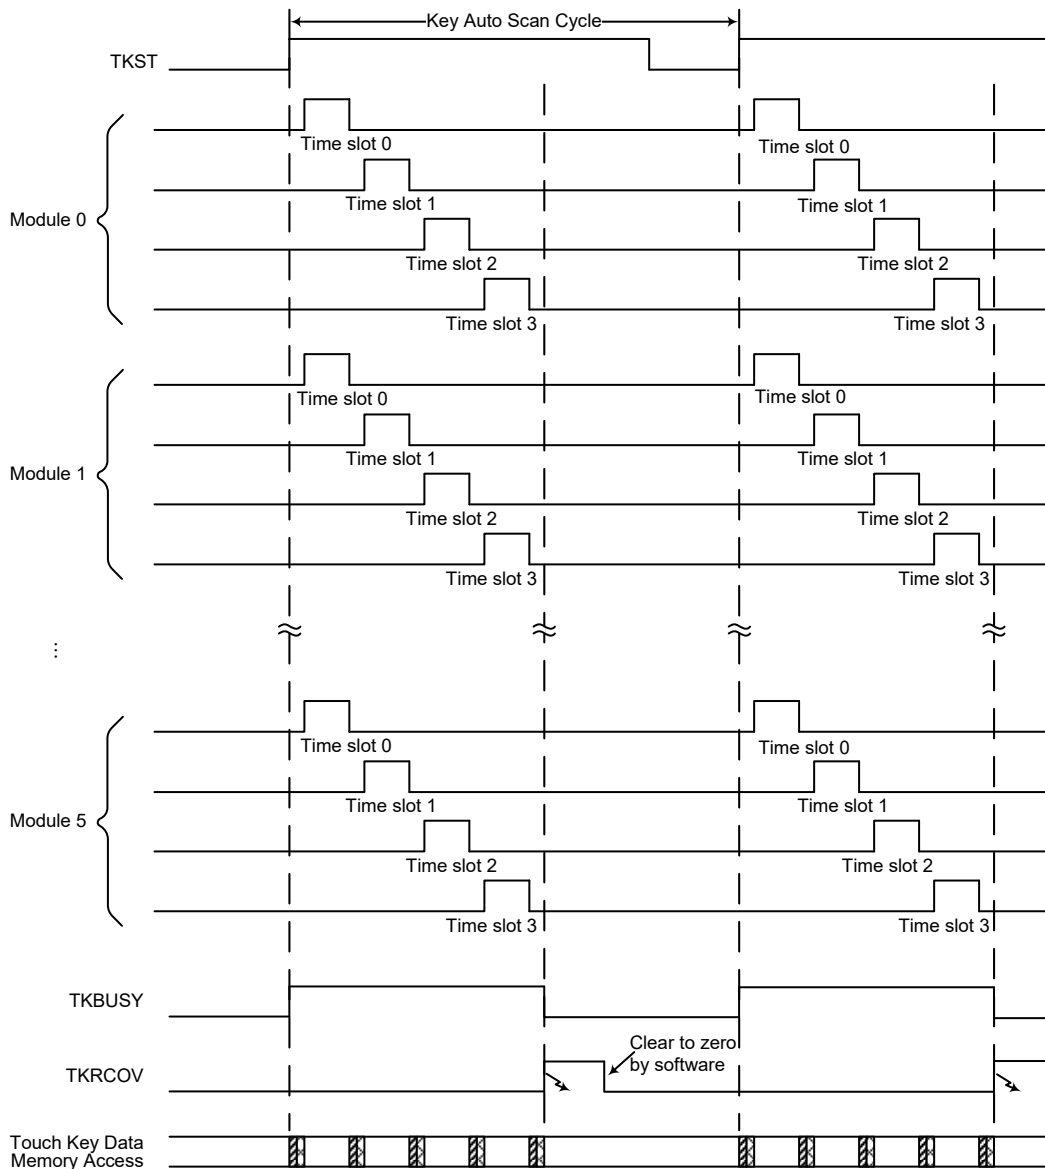 Key Auto Scan Cycle
TKST
Time slot 0 Time slot 0
Time slot 1 Time slot 1
Module 0
Time slot 2 Time slot 2
Time slot 3 Time slot 3
Time slot 0 Time slot 0
Time slot 1 Time slot 1
Module 1
Time slot 2 Time slot 2
Time slot 3 Time slot 3
...
Time slot 0 Time slot 0
Time slot 1 Time slot 1
Module 5
Time slot 2 Time slot 2
Time slot 3 Time slot 3
TKBUSY
Clear to zero
by software
TKRCOV
Touch Key Data
Memory Access